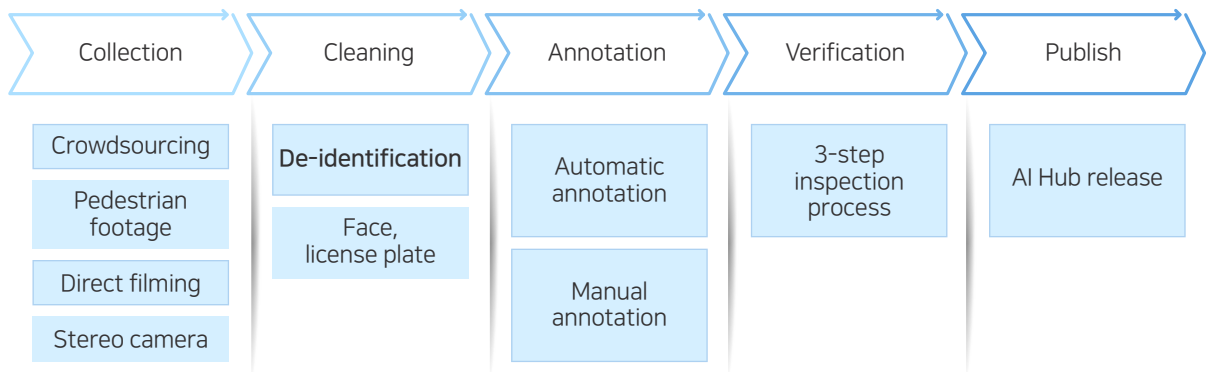 Collection
Cleaning
Annotation
Verification
Publish
Crowdsourcing
Pedestrian
footage
Direct filming
Stereo camera
De-identification
Face,
license plate
Automatic
annotation
Manual
annotation
3-step
inspection
process
AI Hub release